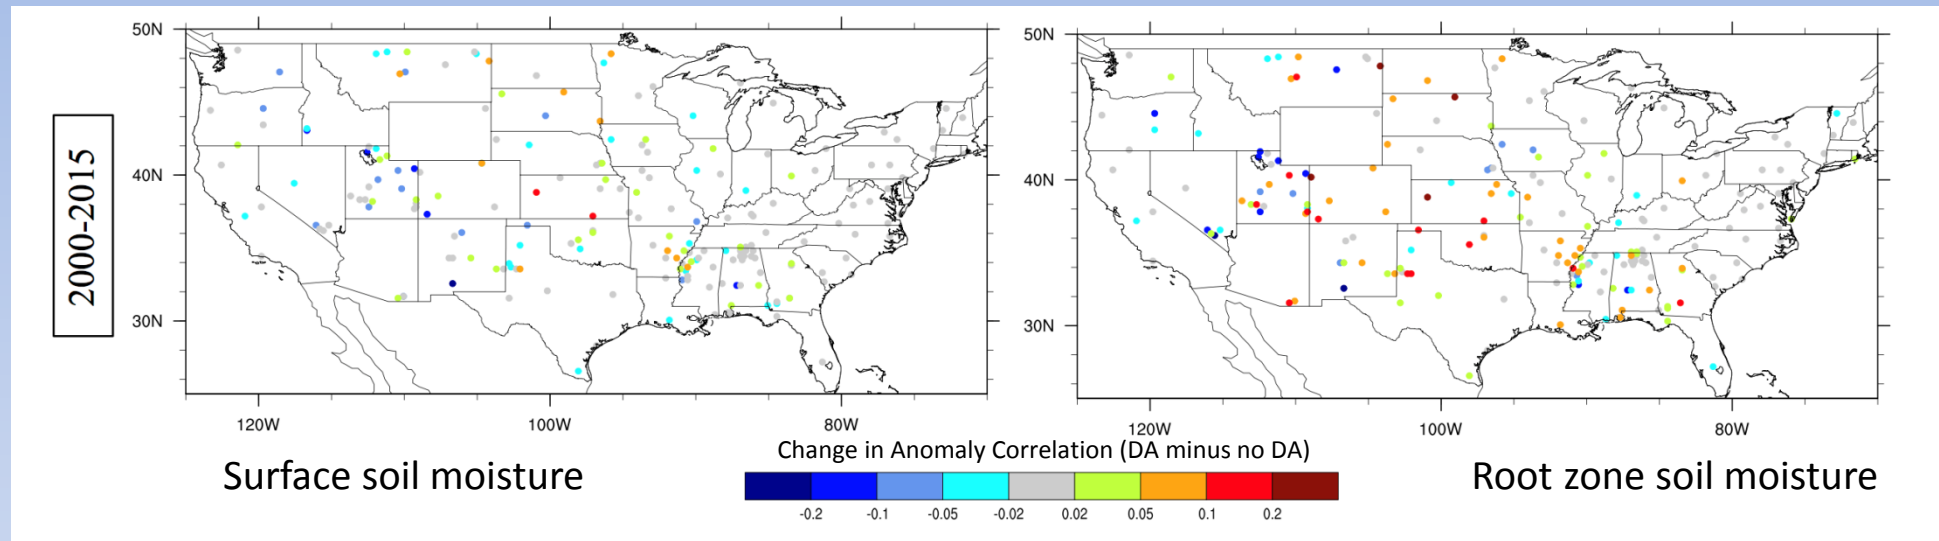 2000-2015
50N
40N
30N
120W
100W
80W
50N
40N
30N
120W
100W
80W
Surface soil moisture
Change in Anomaly Correlation (DA minus no DA)
-0.2
-0.1
-0.05
-0.02
0.02
0.05
0.1
0.2
Root zone soil moisture